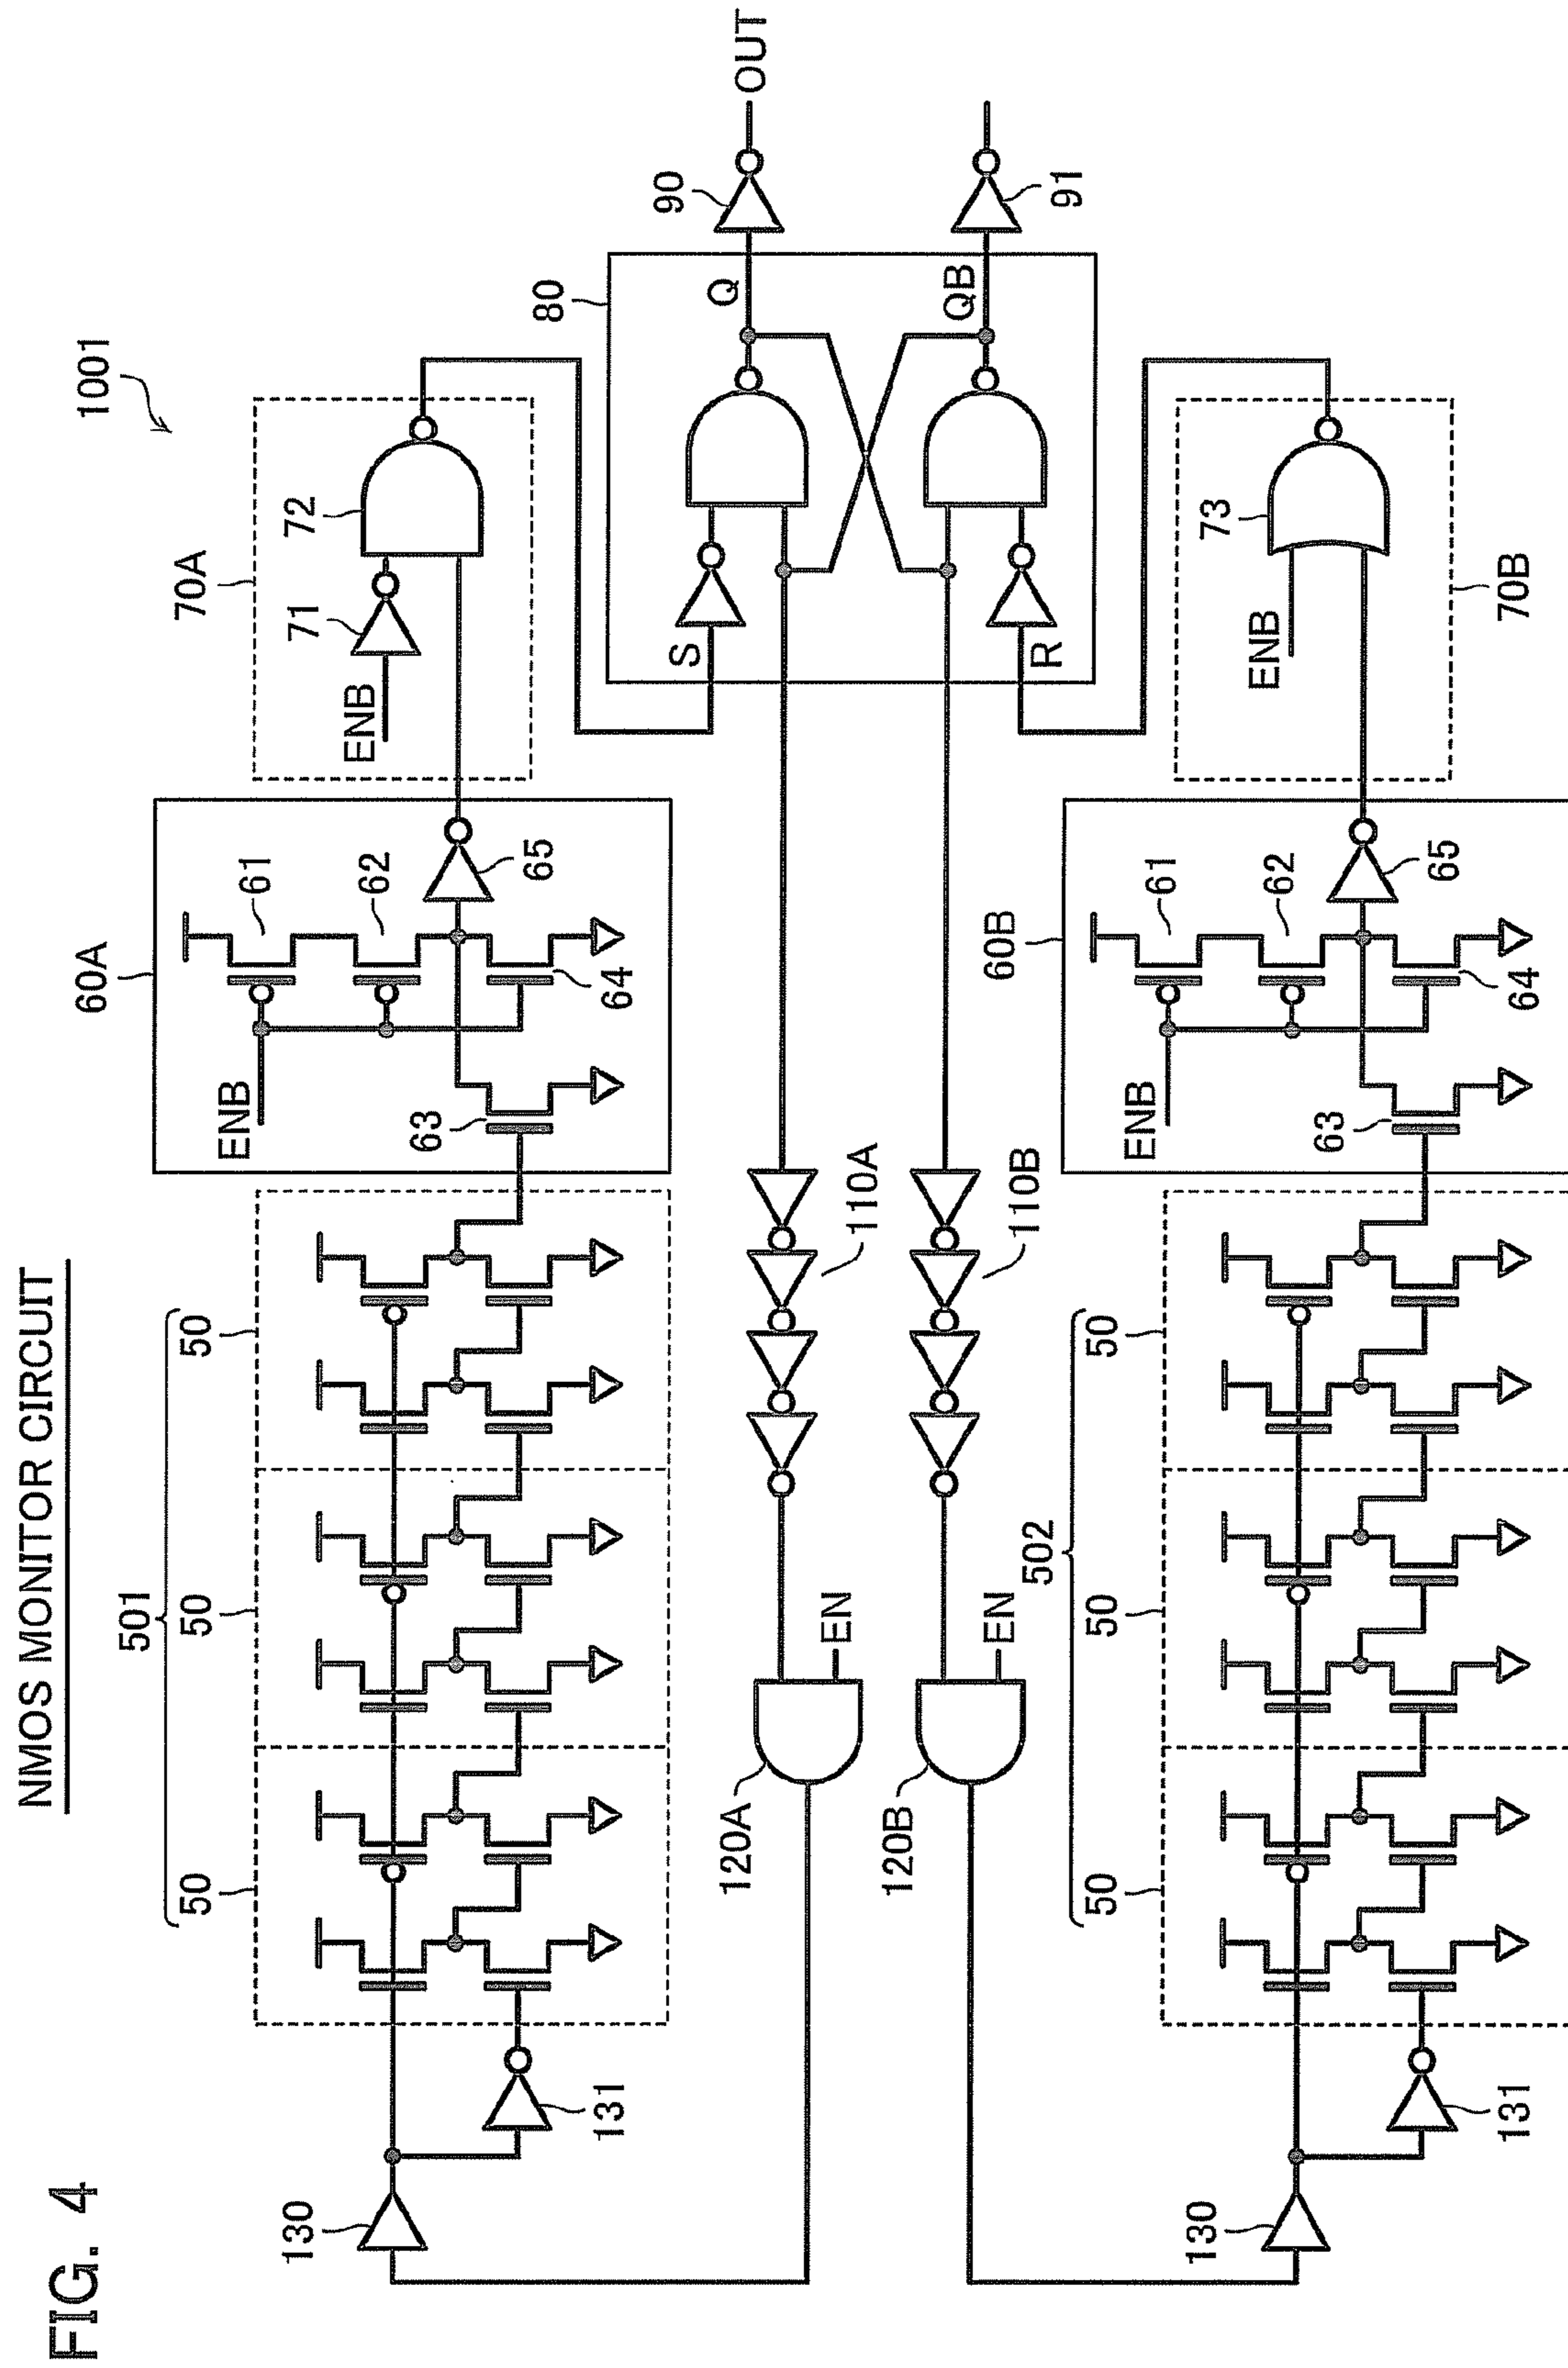 FIG. 4
NMOS MONITOR CIRCUIT
1001
501
50
50
50
60A
ENB
61
62
63
64
65
70A
ENB
71
72
130
131
80
S
Q
R
QB
90
OUT
91
110A
110B
120A
EN
120B
EN
502
50
50
50
60B
ENB
61
62
63
64
65
70B
ENB
73
130
131